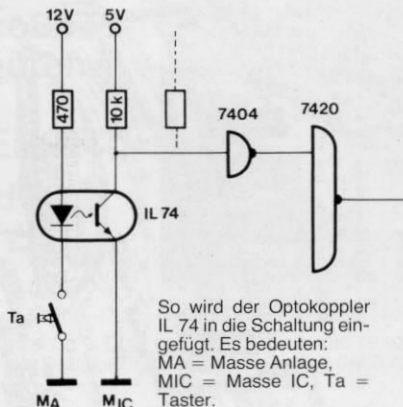 12V 5V
470
10 k
7404
7420
IL 74
Ta
So wird der Optokoppler
IL 74 in die Schaltung ein-
gefügt. Es bedeuten:
MA = Masse Anlage,
MIC = Masse IC, Ta =
Taster.
MA MIC